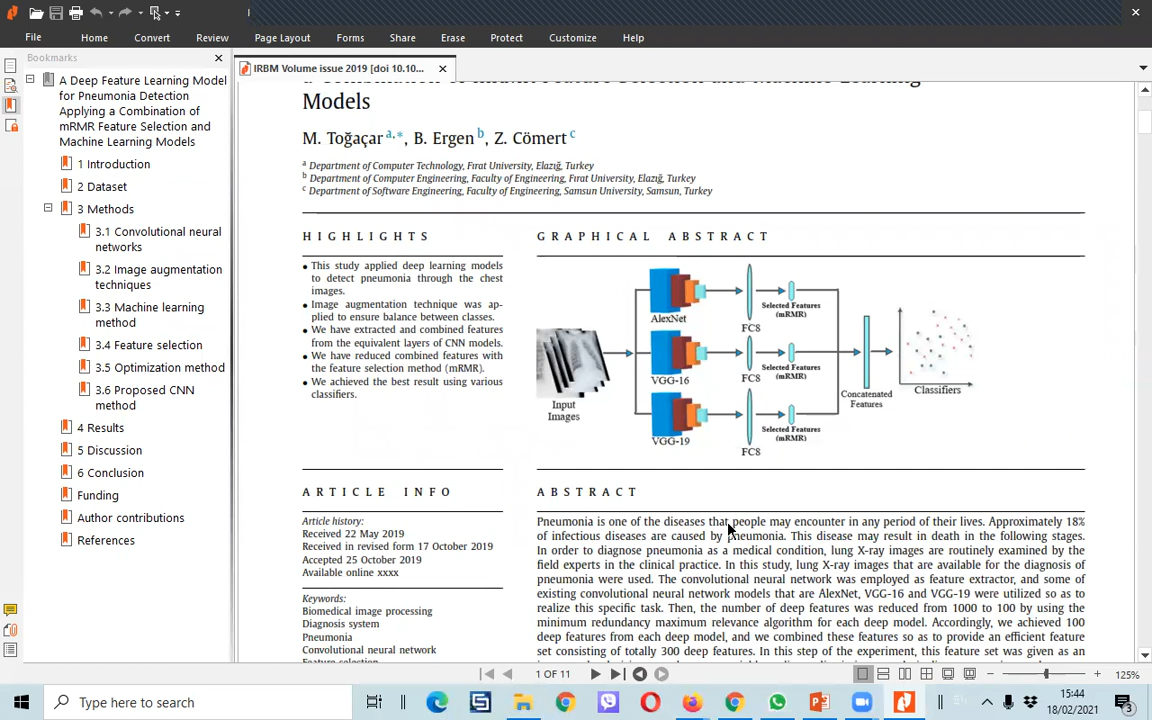 File
Home
Convert
Review
Page Layout
Forms
Share
Erase
Protect
Customize
Help
Bookmarks
IRBM Volume issue 2019 [doi 10.10...
A Deep Feature Learning Model
for Pneumonia Detection
Applying a Combination of
mRMR Feature Selection and
Machine Learning Models
1 Introduction
2 Dataset
3 Methods
3.1 Convolutional neural
networks
3.2 Image augmentation
techniques
3.3 Machine learning
method
3.4 Feature selection
3.5 Optimization method
3.6 Proposed CNN
method
4 Results
5 Discussion
6 Conclusion
Funding
Author contributions
References
a Combination of mRMR Feature Selection and Machine Learning
Models
M. Toğaçar a,*, B. Ergen b, Z. Cömert c
a Department of Computer Technology, Fırat University, Elazığ, Turkey
b Department of Computer Engineering, Faculty of Engineering, Fırat University, Elazığ, Turkey
c Department of Software Engineering, Faculty of Engineering, Samsun University, Samsun, Turkey
HIGHLIGHTS
• This study applied deep learning models
to detect pneumonia through the chest
images.
• Image augmentation technique was ap-
plied to ensure balance between classes.
• We have extracted and combined features
from the equivalent layers of CNN models.
• We have reduced combined features with
the feature selection method (mRMR).
• We achieved the best result using various
classifiers.
GRAPHICAL ABSTRACT
Input
Images
AlexNet
FC8
Selected Features
(mRMR)
VGG-16
FC8
Selected Features
(mRMR)
VGG-19
FC8
Selected Features
(mRMR)
Concatenated
Features
Classifiers
ARTICLE INFO
Article history:
Received 22 May 2019
Received in revised form 17 October 2019
Accepted 25 October 2019
Available online xxxx
Keywords:
Biomedical image processing
Diagnosis system
Pneumonia
Convolutional neural network
Feature selection
ABSTRACT
Pneumonia is one of the diseases that people may encounter in any period of their lives. Approximately 18%
of infectious diseases are caused by pneumonia. This disease may result in death in the following stages.
In order to diagnose pneumonia as a medical condition, lung X-ray images are routinely examined by the
field experts in the clinical practice. In this study, lung X-ray images that are available for the diagnosis of
pneumonia were used. The convolutional neural network was employed as feature extractor, and some of
existing convolutional neural network models that are AlexNet, VGG-16 and VGG-19 were utilized so as to
realize this specific task. Then, the number of deep features was reduced from 1000 to 100 by using the
minimum redundancy maximum relevance algorithm for each deep model. Accordingly, we achieved 100
deep features from each deep model, and we combined these features so as to provide an efficient feature
set consisting of totally 300 deep features. In this step of the experiment, this feature set was given as an
1 OF 11
125%
Type here to search
15:44
18/02/2021
3